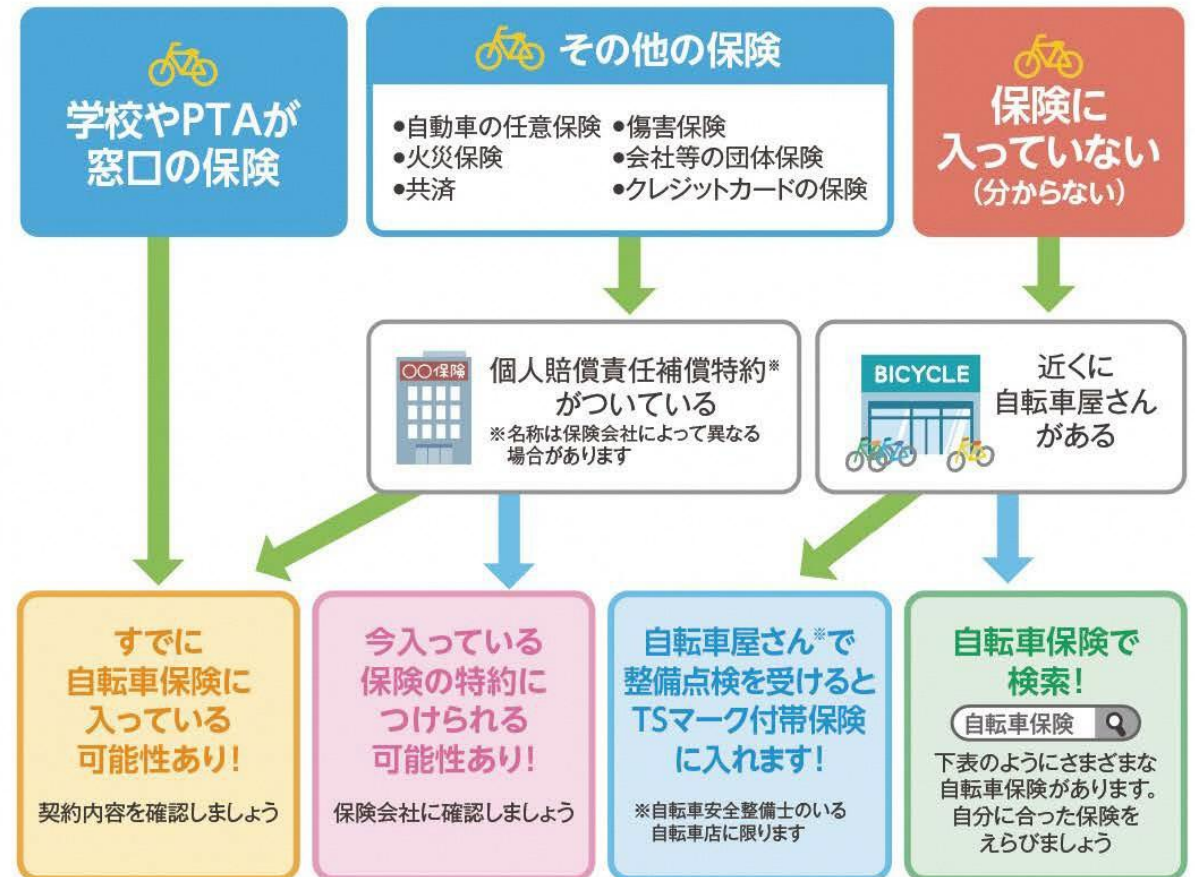 学校やPTAが
窓口の保険
その他の保険
●自動車の任意保険 ●傷害保険
●火災保険 ●会社等の団体保険
●共済 ●クレジットカードの保険
保険に
入っていない
(分からない)
〇〇保険
個人賠償責任補償特約※
がついている
※名称は保険会社によって異なる
場合があります
BICYCLE
近くに
自転車屋さん
がある
すでに
自転車保険に
入っている
可能性あり!
契約内容を確認しましょう
今入っている
保険の特約に
つけられる
可能性あり!
保険会社に確認しましょう
自転車屋さん※で
整備点検を受けると
TSマーク付帯保険
に入れます!
※自転車安全整備士のいる
自転車店に限ります
自転車保険で
検索!
自転車保険
下表のようにさまざまな
自転車保険があります。
自分に合った保険を
えらびましょう